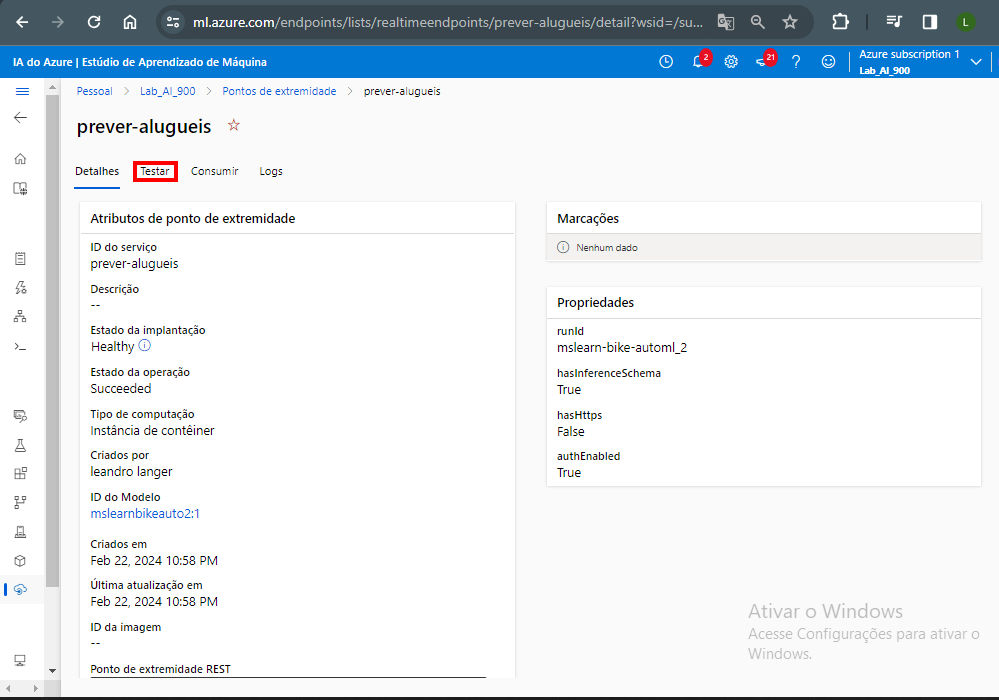 ml.azure.com/endpoints/lists/realtimeendpoints/prever-alugueis/detail?wsid=/su...
L
IA do Azure | Estúdio de Aprendizado de Máquina
2
21
?
Azure subscription 1
Lab_AI_900
Pessoal > Lab_AI_900 > Pontos de extremidade > prever-alugueis
prever-alugueis
Detalhes Testar Consumir Logs
Atributos de ponto de extremidade
ID do serviço
prever-alugueis
Descrição
--
Estado da implantação
Healthy
Estado da operação
Succeeded
Tipo de computação
Instância de contêiner
Criados por
leandro langer
ID do Modelo
mslearnbikeauto2:1
Criados em
Feb 22, 2024 10:58 PM
Última atualização em
Feb 22, 2024 10:58 PM
ID da imagem
--
Ponto de extremidade REST
Marcações
Nenhum dado
Propriedades
runId
mslearn-bike-automl_2
hasInferenceSchema
True
hasHttps
False
authEnabled
True
Ativar o Windows
Acesse Configurações para ativar o
Windows.